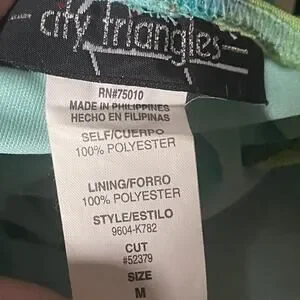 city triangles
RN#75010
MADE IN PHILIPPINES
HECHO EN FILIPINAS
SELF/CUERPO
100% POLYESTER
LINING/FORRO
100% POLYESTER
STYLE/ESTILO
9604-K782
CUT
#52379
SIZE
M